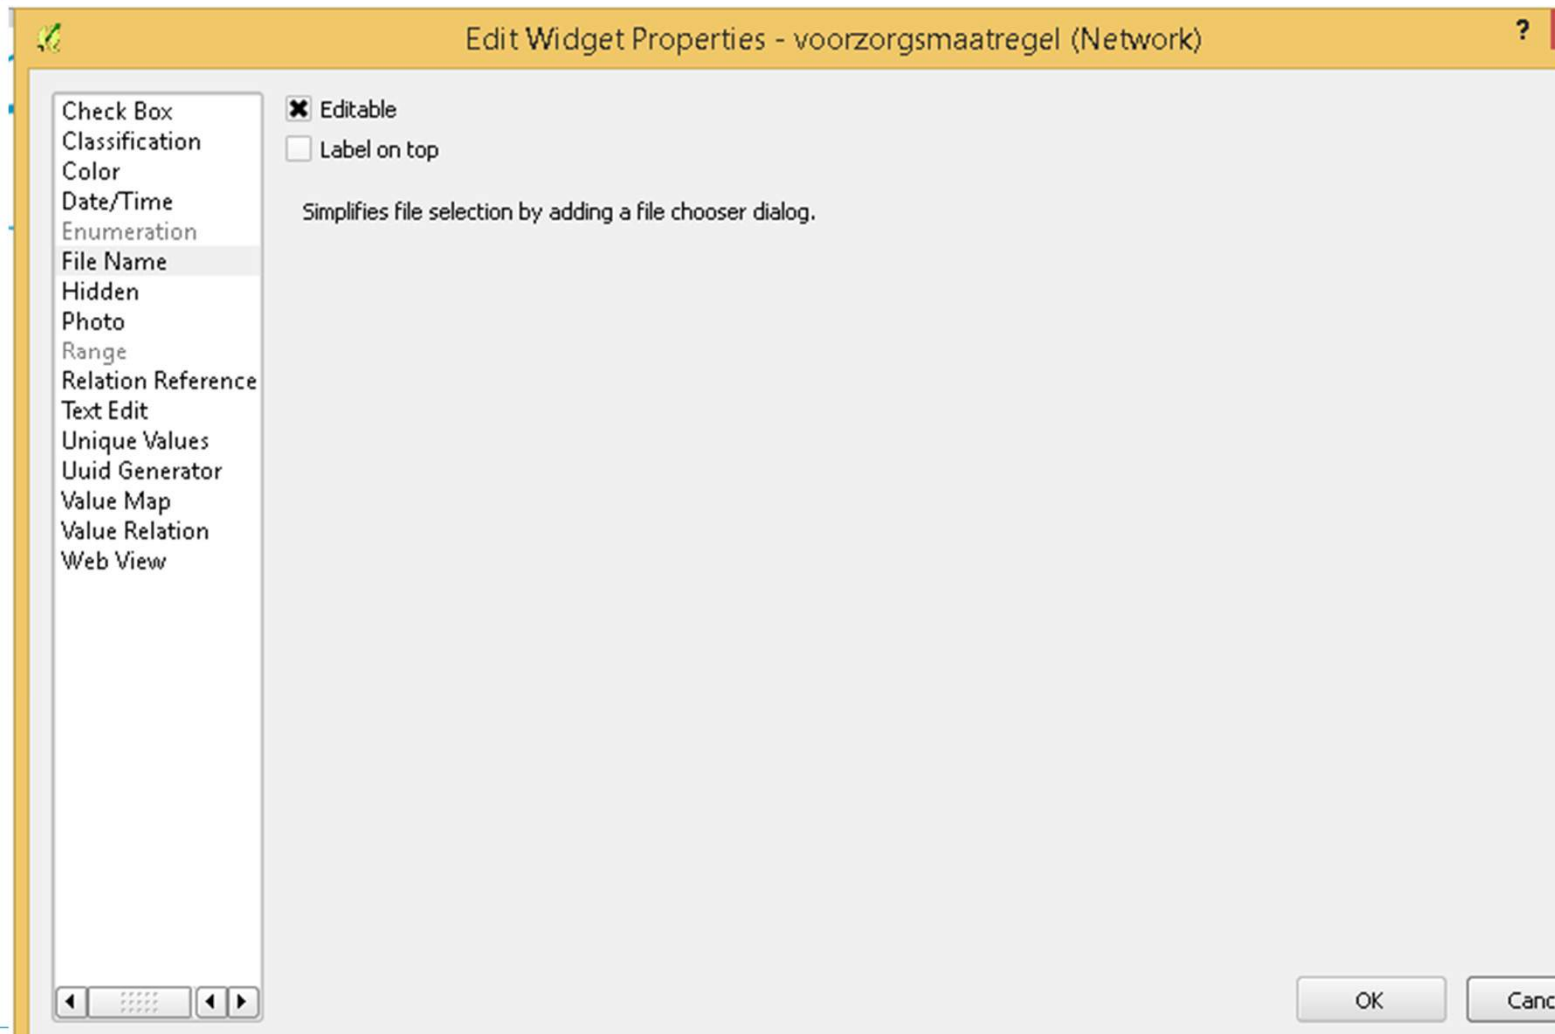 Edit Widget Properties - voorzorgsmaatregel (Network)
?
Check Box
Classification
Color
Date/Time
Enumeration
File Name
Hidden
Photo
Range
Relation Reference
Text Edit
Unique Values
Uuid Generator
Value Map
Value Relation
Web View
Editable
Label on top
Simplifies file selection by adding a file chooser dialog.
OK
Canc